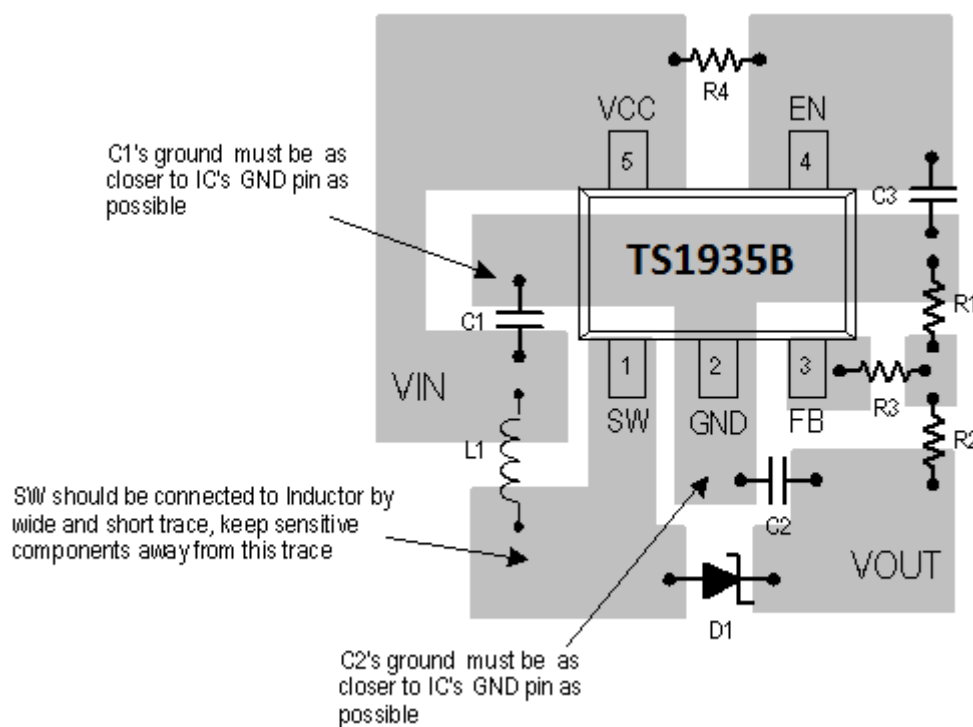 R4
VCC
EN
5
4
C1's ground must be as
closer to IC's GND pin as
possible
C3
TS1935B
C1
R1
1
2
3
VIN
SW
GND
FB
R3
L1
R2
SW should be connected to Inductor by
wide and short trace, keep sensitive
components away from this trace
C2
VOUT
D1
C2's ground must be as
closer to IC's GND pin as
possible